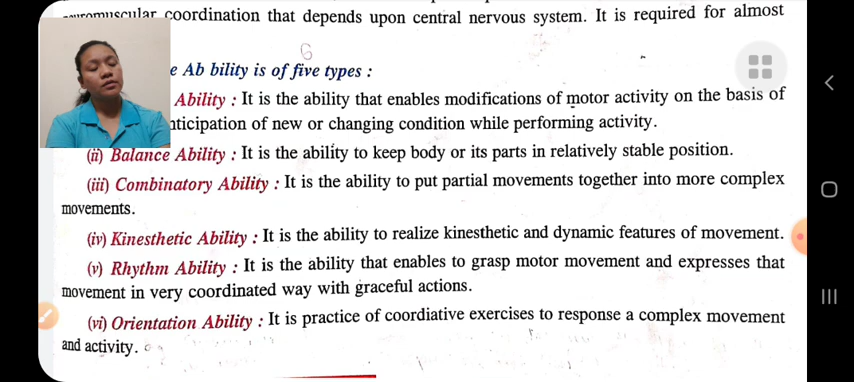 coordination that depends upon central nervous system. It is required for almost
6
e Ab bility is of five types :
Ability : It is the ability that enables modifications of motor activity on the basis of
nticipation of new or changing condition while performing activity.
(ii) Balance Ability : It is the ability to keep body or its parts in relatively stable position.
(iii) Combinatory Ability : It is the ability to put partial movements together into more complex
movements.
(iv) Kinesthetic Ability : It is the ability to realize kinesthetic and dynamic features of movement.
(v) Rhythm Ability : It is the ability that enables to grasp motor movement and expresses that
movement in very coordinated way with graceful actions.
(vi) Orientation Ability : It is practice of coordiative exercises to response a complex movement
and activity.